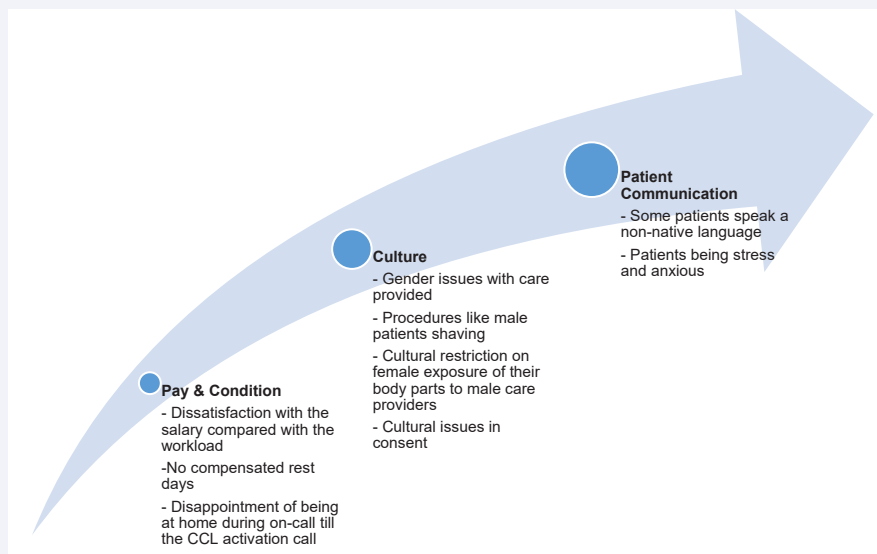 Pay & Condition
- Dissatisfaction with the
salary compared with the
workload
-No compensated rest
days
- Disappointment of being
at home during on-call till
the CCL activation call
Culture
- Gender issues with care
provided
- Procedures like male
patients shaving
- Cultural restriction on
female exposure of their
body parts to male care
providers
- Cultural issues in
consent
Patient
Communication
- Some patients speak a
non-native language
- Patients being stress
and anxious